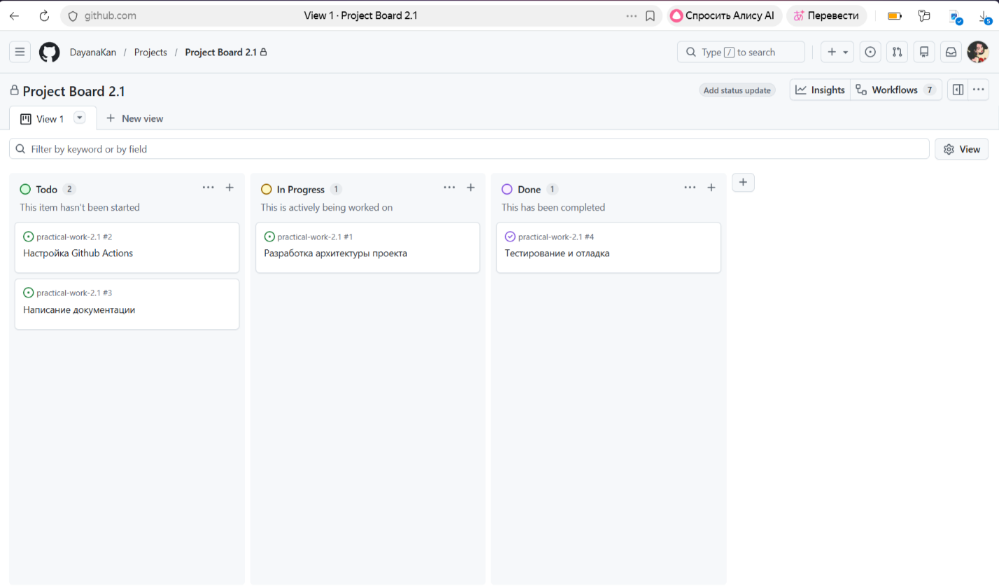 github.com
View 1 · Project Board 2.1
Спросить Алису AI
Перевести
5
DayanaKan / Projects / Project Board 2.1
Type / to search
Project Board 2.1
Add status update
Insights
Workflows 7
View 1
New view
Filter by keyword or by field
View
Todo 2
This item hasn't been started
practical-work-2.1 #2
Настройка Github Actions
practical-work-2.1 #3
Написание документации
In Progress 1
This is actively being worked on
practical-work-2.1 #1
Разработка архитектуры проекта
Done 1
This has been completed
practical-work-2.1 #4
Тестирование и отладка